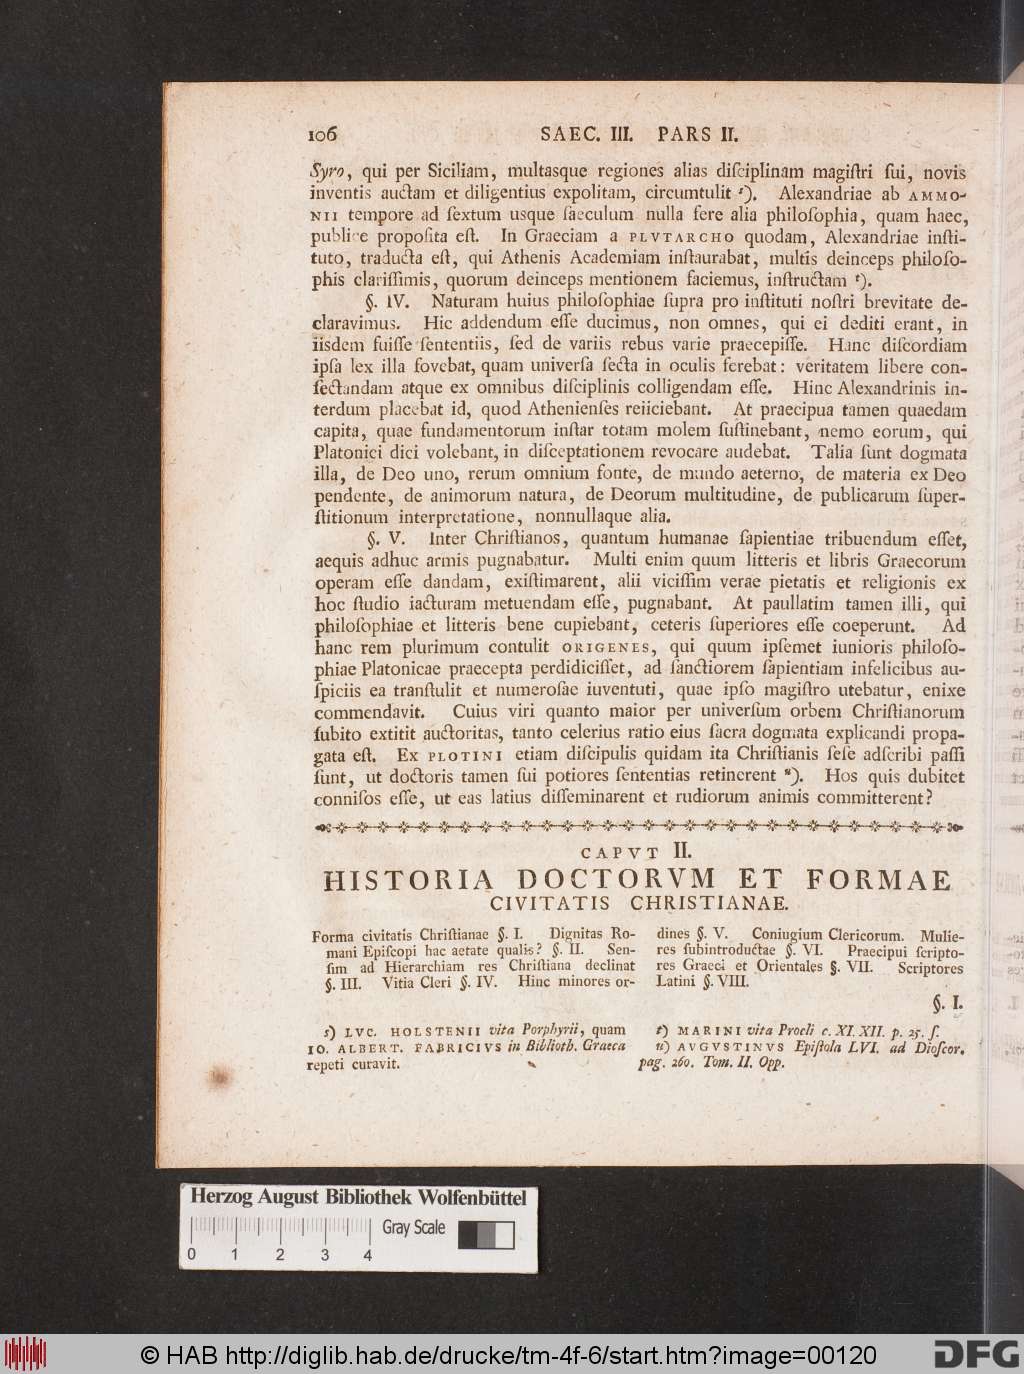 106 SAEC. III. PARS II.
Syro, qui per Siciliam, multasque regiones alias diſciplinam magiſtri ſui, novis
inventis auctam et diligentius expolitam, circumtulit s). Alexandriae ab AMMO-
NII tempore ad ſextum usque ſaeculum nulla fere alia philoſophia, quam haec,
publice propoſita eſt. In Graeciam a PLVTARCHO quodam, Alexandriae inſti-
tuto, traducta eſt, qui Athenis Academiam inſtaurabat, multis deinceps philoſo-
phis clariſſimis, quorum deinceps mentionem faciemus, inſtructam t).
§. IV. Naturam huius philoſophiae ſupra pro inſtituti noſtri brevitate de-
claravimus. Hic addendum eſſe ducimus, non omnes, qui ei dediti erant, in
iisdem fuiſſe ſententiis, ſed de variis rebus varie praecepiſſe. Hanc diſcordiam
ipſa lex illa fovebat, quam univerſa ſecta in oculis ferebat: veritatem libere con-
ſectandam atque ex omnibus diſciplinis colligendam eſſe. Hinc Alexandrinis in-
terdum placebat id, quod Athenienſes reiiciebant. At praecipua tamen quaedam
capita, quae fundamentorum inſtar totam molem ſuſtinebant, nemo eorum, qui
Platonici dici volebant, in diſceptationem revocare audebat. Talia ſunt dogmata
illa, de Deo uno, rerum omnium fonte, de mundo aeterno, de materia ex Deo
pendente, de animorum natura, de Deorum multitudine, de publicarum ſuper-
ſtitionum interpretatione, nonnullaque alia.
§. V. Inter Chriſtianos, quantum humanae ſapientiae tribuendum eſſet,
aequis adhuc armis pugnabatur. Multi enim quum litteris et libris Graecorum
operam eſſe dandam, exiſtimarent, alii viciſſim verae pietatis et religionis ex
hoc ſtudio iacturam metuendam eſſe, pugnabant. At paullatim tamen illi, qui
philoſophiae et litteris bene cupiebant, ceteris ſuperiores eſſe coeperunt. Ad
hanc rem plurimum contulit ORIGENES, qui quum ipſemet iunioris philoſo-
phiae Platonicae praecepta perdidiciſſet, ad ſanctiorem ſapientiam infelicibus au-
ſpiciis ea tranſtulit et numeroſae iuventuti, quae ipſo magiſtro utebatur, enixe
commendavit. Cuius viri quanto maior per univerſum orbem Chriſtianorum
ſubito extitit auctoritas, tanto celerius ratio eius ſacra dogmata explicandi propa-
gata eſt. Ex PLOTINI etiam diſcipulis quidam ita Chriſtianis ſeſe adſcribi paſſi
ſunt, ut doctoris tamen ſui potiores ſententias retinerent u). Hos quis dubitet
conniſos eſſe, ut eas latius diſſeminarent et rudiorum animis committerent?
CAPVT II.
HISTORIA DOCTORVM ET FORMAE
CIVITATIS CHRISTIANAE.
Forma civitatis Chriſtianae §. I. Dignitas Ro-
mani Epiſcopi hac aetate qualis? §. II. Sen-
ſim ad Hierarchiam res Chriſtiana declinat
§. III. Vitia Cleri §. IV. Hinc minores or-
dines §. V. Coniugium Clericorum. Mulie-
res ſubintroductae §. VI. Praecipui ſcripto-
res Graeci et Orientales §. VII. Scriptores
Latini §. VIII.
§. I.
s) LVC. HOLSTENII vita Porphyrii, quam
IO. ALBERT. FABRICIVS in Biblioth. Graeca
repeti curavit.
t) MARINI vita Procli c. XI. XII. p. 25. ſ.
u) AVGVSTINVS Epiſtola LVI. ad Dioſcor.
pag. 260. Tom. II. Opp.
Herzog August Bibliothek Wolfenbüttel
Gray Scale
0 1 2 3 4
© HAB http://diglib.hab.de/drucke/tm-4f-6/start.htm?image=00120
DFG